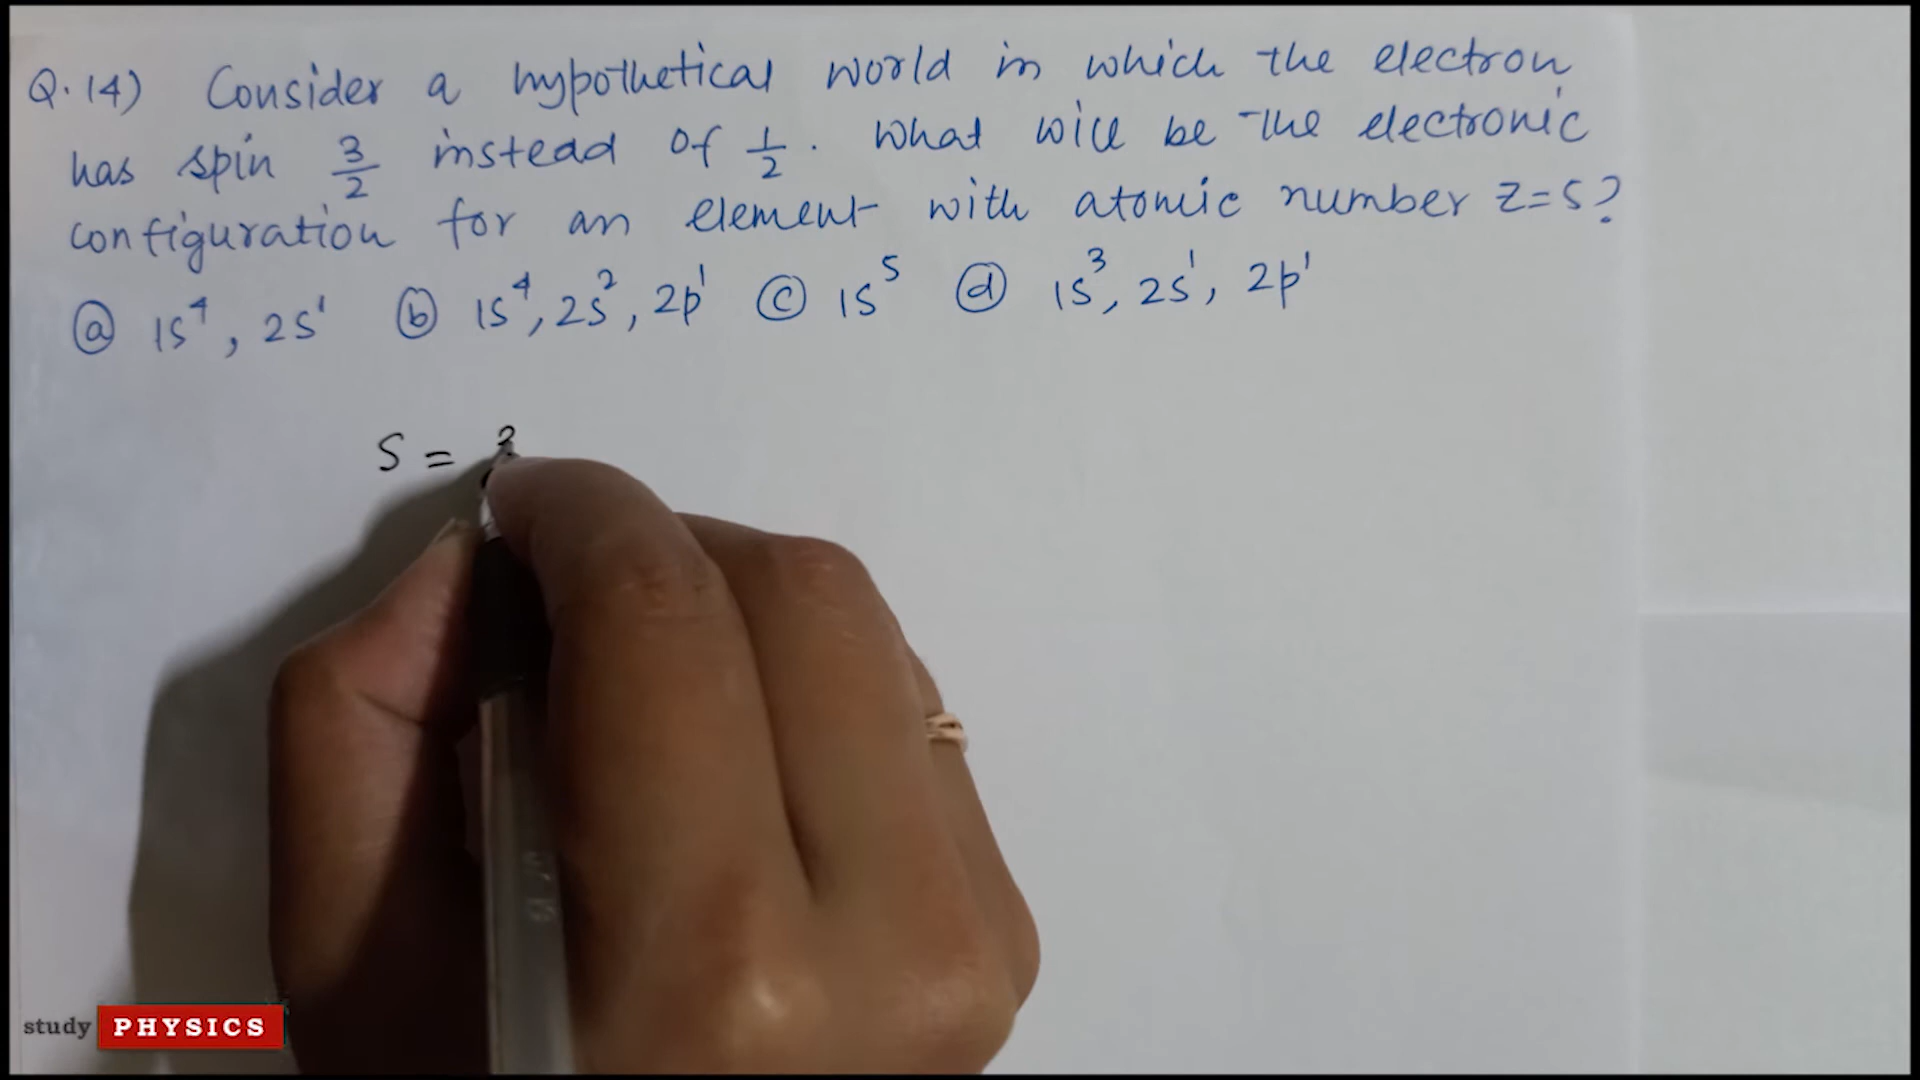 Q.14) Consider a hypothetical world in which the electron
has spin 3/2 instead of 1/2. What will be the electronic
configuration for an element with atomic number Z=5?
ⓐ 1s⁴, 2s¹ ⓑ 1s⁴, 2s², 2p¹ ⓒ 1s⁵ ⓓ 1s³, 2s¹, 2p¹
S =
study PHYSICS